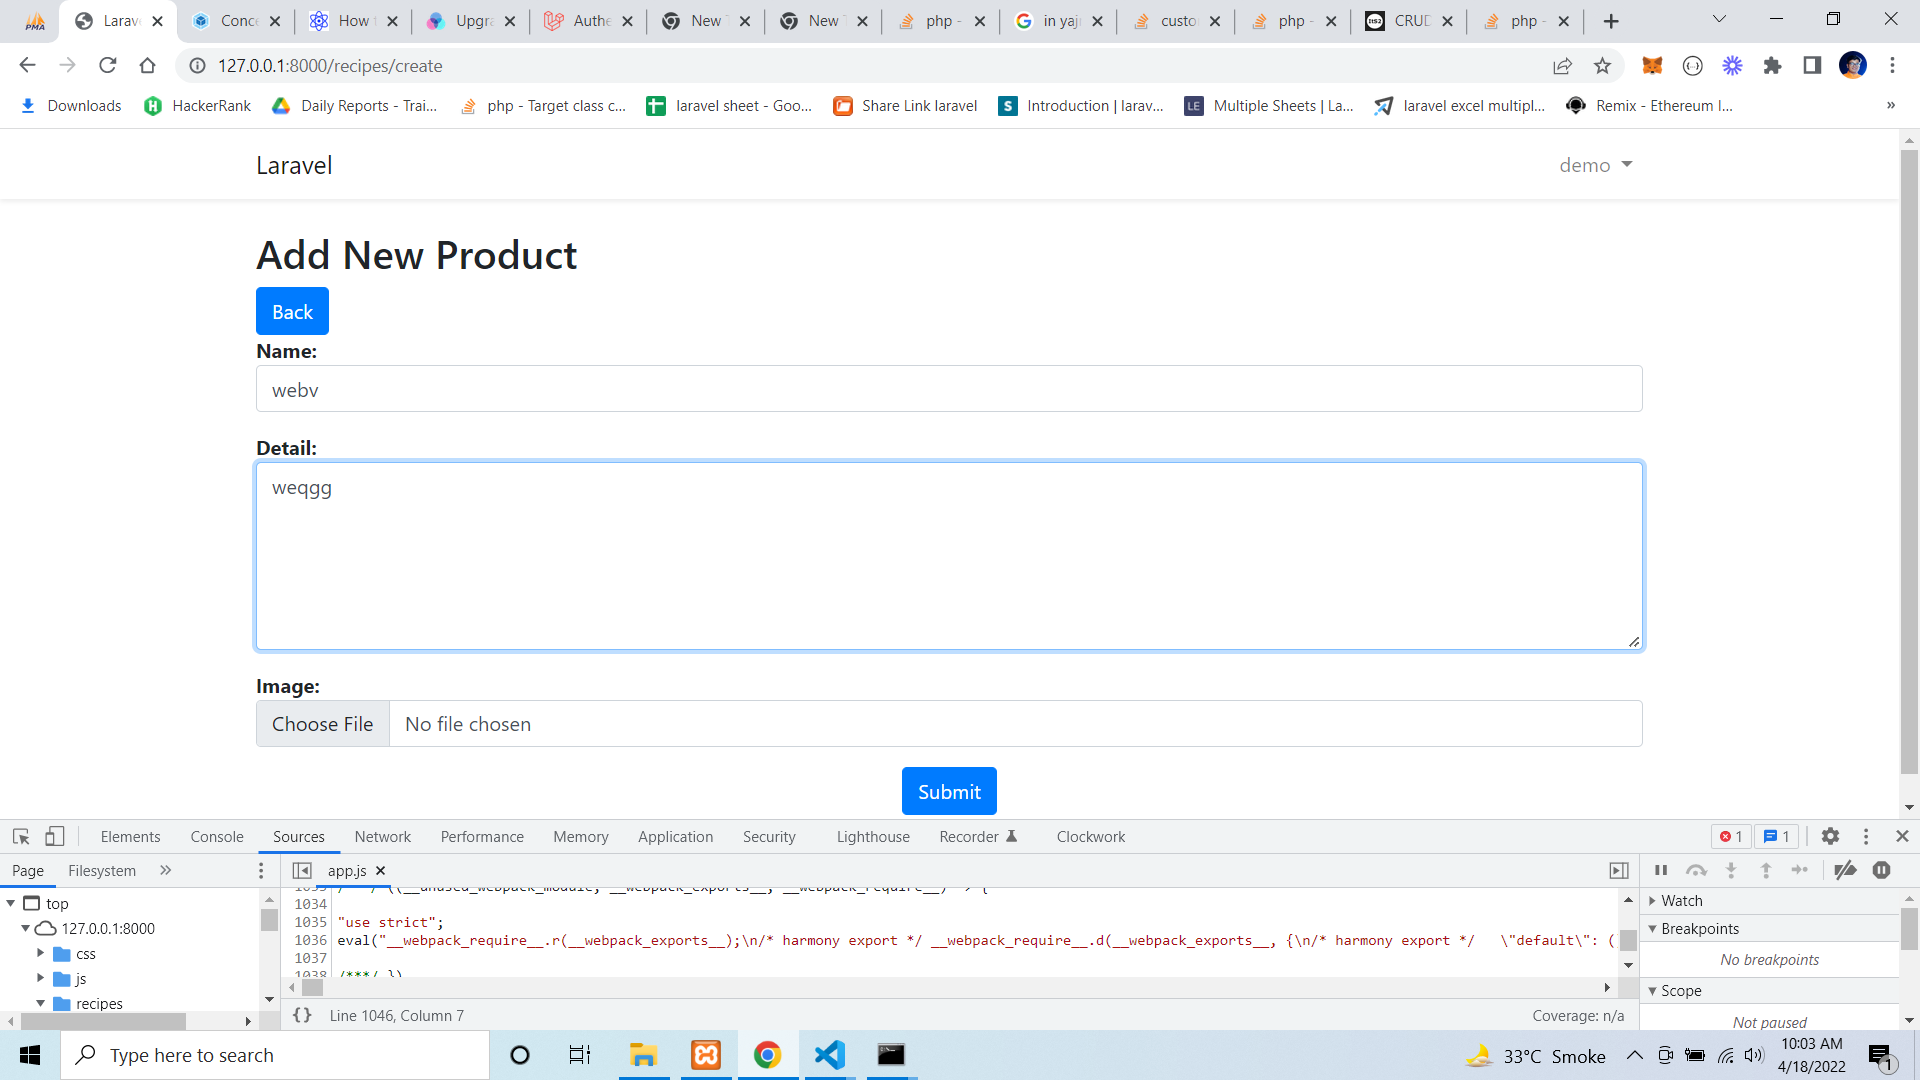 PMA Larave Conce How t Upgra Authe New T New T php - in yaj custo php - CRUD php -
127.0.0.1:8000/recipes/create
Downloads HackerRank Daily Reports - Trai... php - Target class c... laravel sheet - Goo... Share Link laravel Introduction | larav... LE Multiple Sheets | La... laravel excel multipl... Remix - Ethereum I... »
Laravel demo
Add New Product
Back
Name:
webv
Detail:
weqgg
Image:
Choose File No file chosen
Submit
Elements Console Sources Network Performance Memory Application Security Lighthouse Recorder Clockwork 1 1
Page Filesystem app.js
top
127.0.0.1:8000
css
js
recipes
1034
1035 "use strict";
1036 eval("__webpack_require__.r(__webpack_exports__);\n/* harmony export */ __webpack_require__.d(__webpack_exports__, {\n/* harmony export */   \"default\": (
1037
1038 /***/ })
{} Line 1046, Column 7 Coverage: n/a
Watch
Breakpoints
No breakpoints
Scope
Not paused
Type here to search
33°C Smoke
10:03 AM
4/18/2022
1